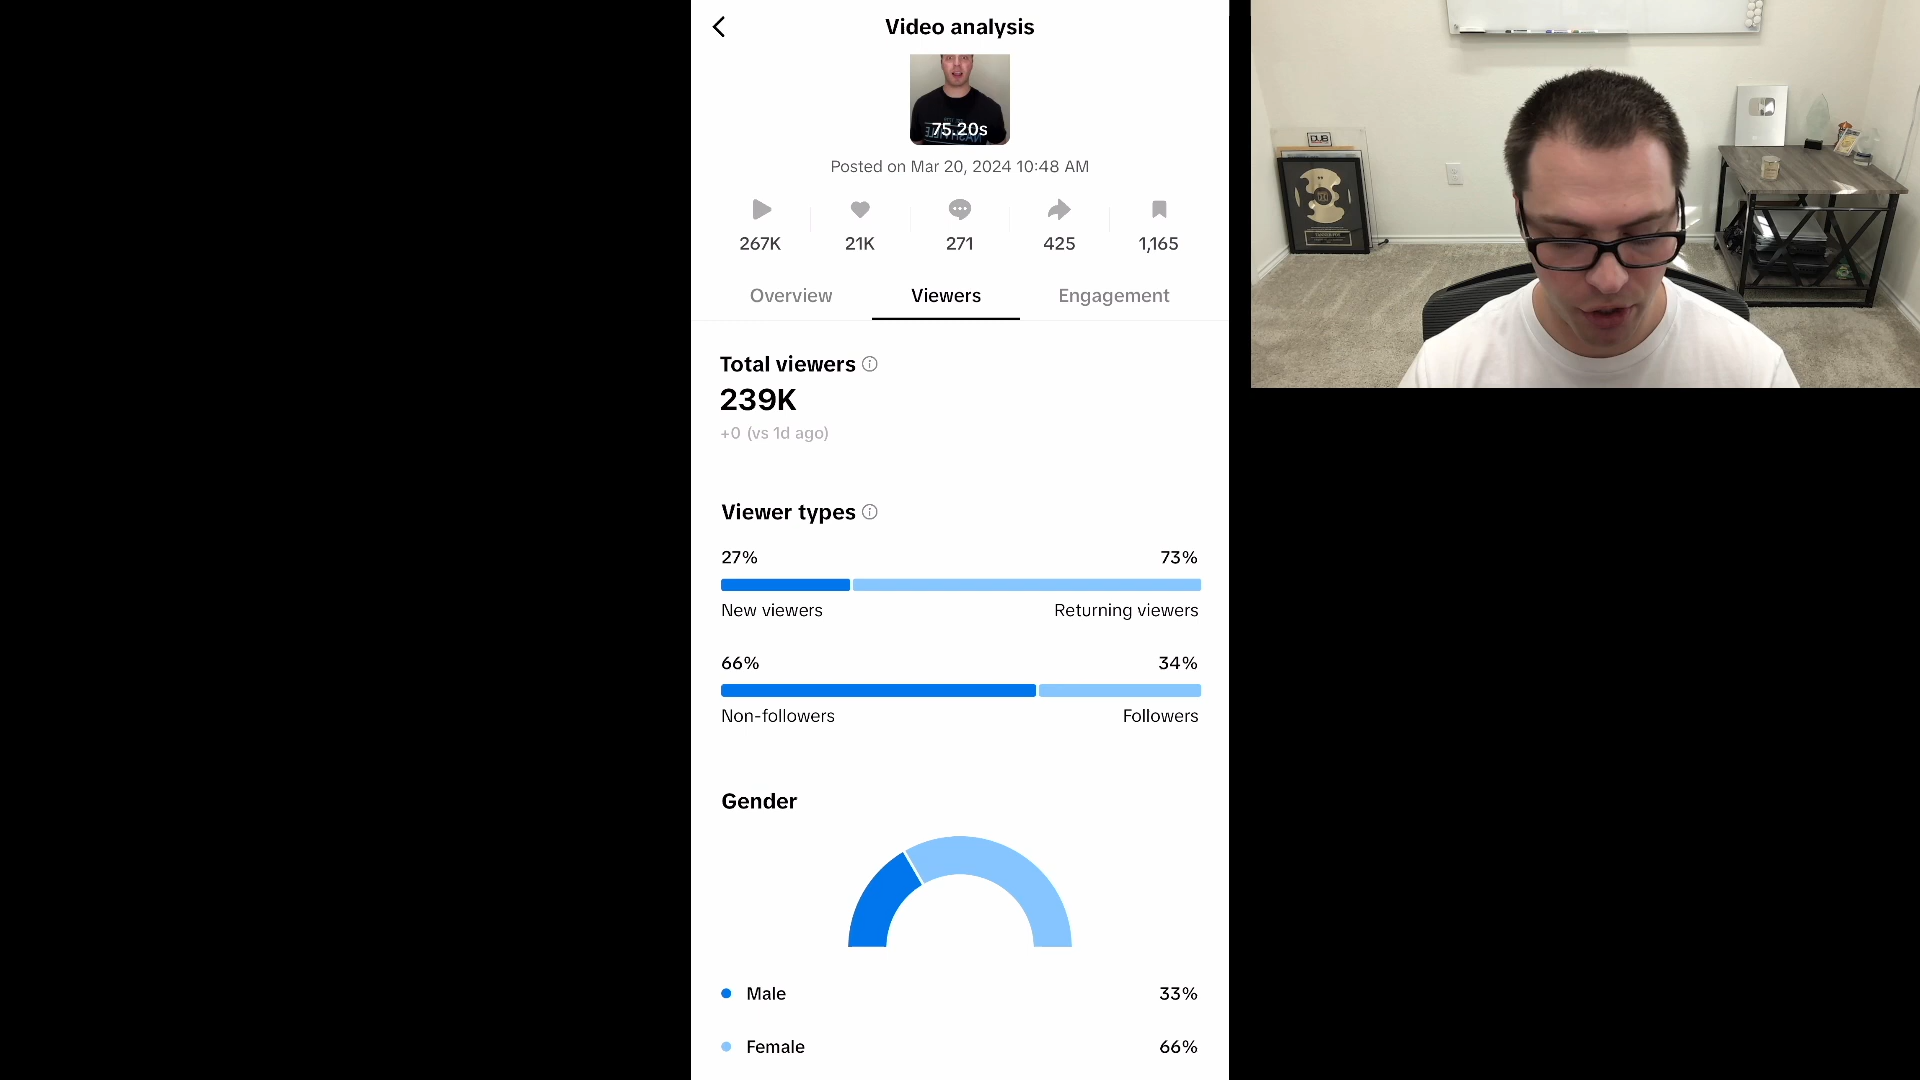 Video analysis
75.20s
Posted on Mar 20, 2024 10:48 AM
267K
21K
271
425
1,165
Overview
Viewers
Engagement
Total viewers
239K
+0 (vs 1d ago)
Viewer types
27%
73%
New viewers
Returning viewers
66%
34%
Non-followers
Followers
Gender
Male
33%
Female
66%